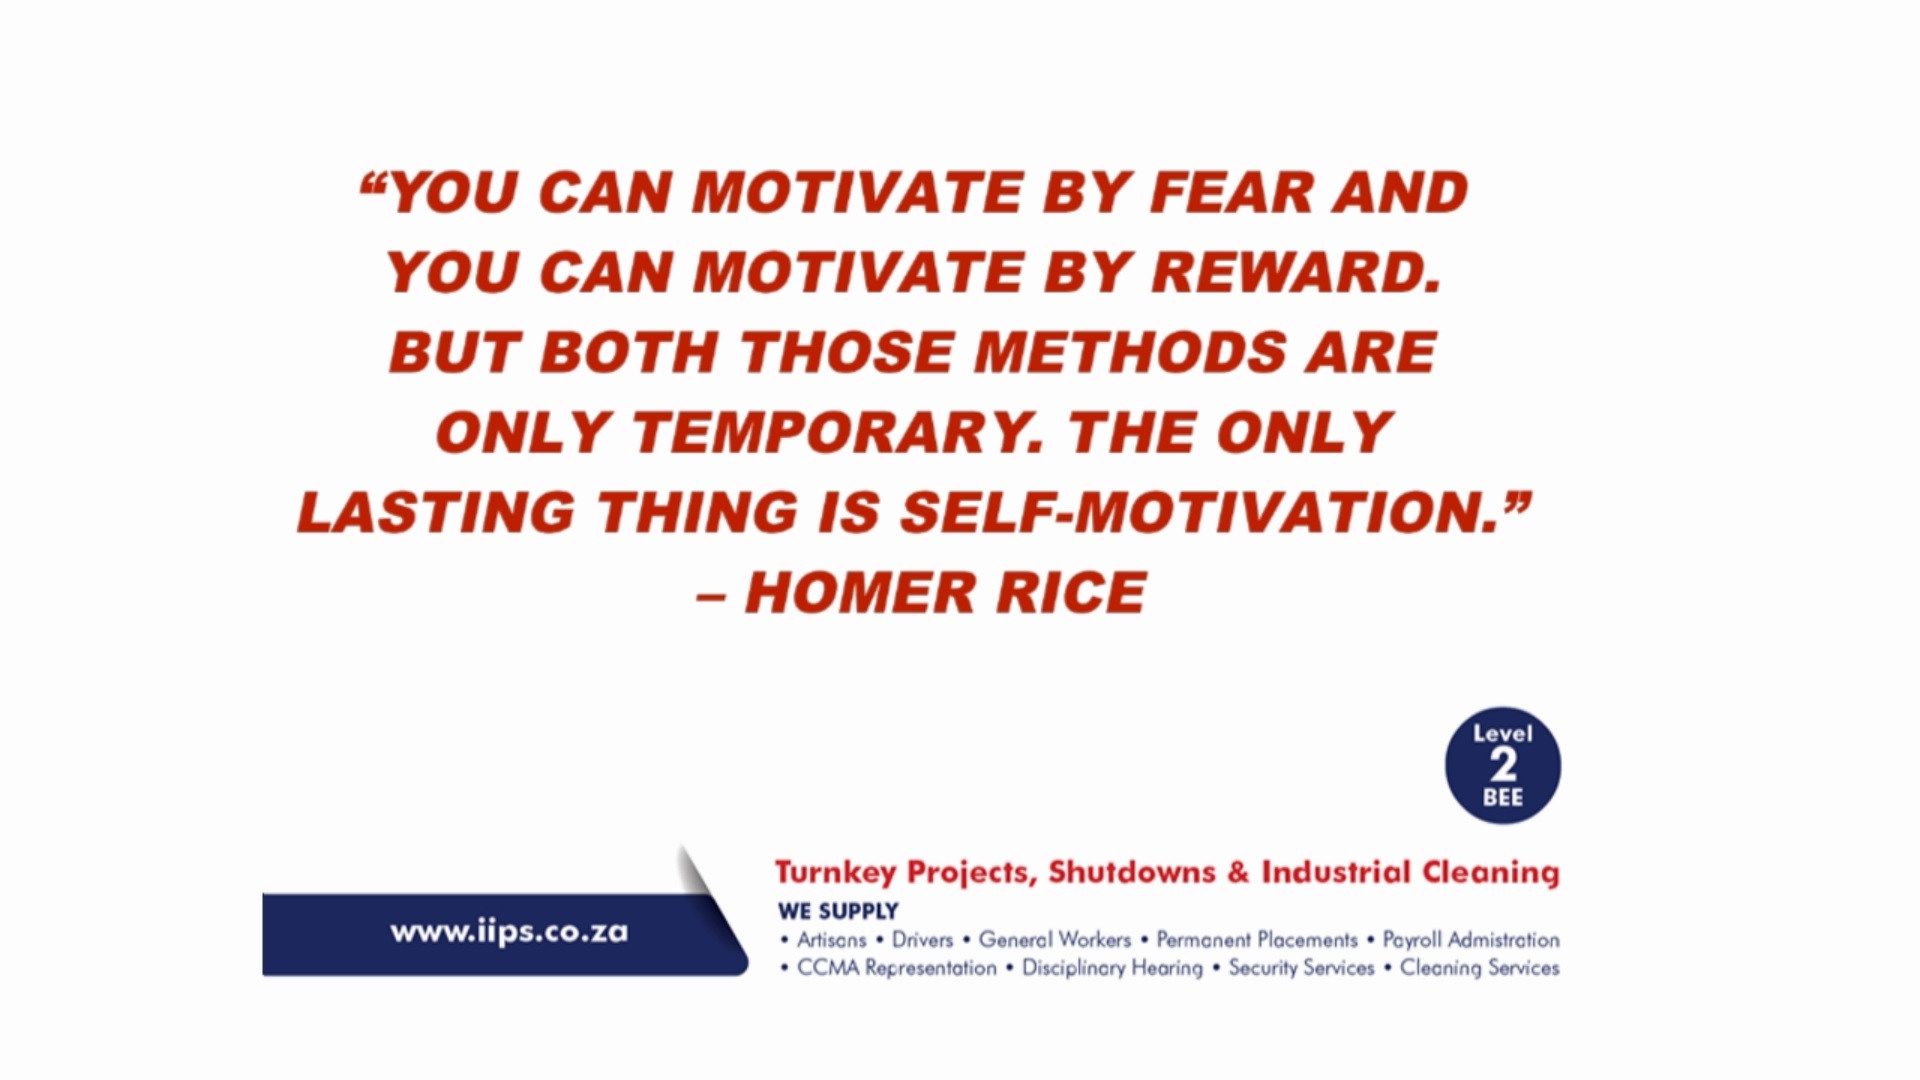 “YOU CAN MOTIVATE BY FEAR AND
YOU CAN MOTIVATE BY REWARD.
BUT BOTH THOSE METHODS ARE
ONLY TEMPORARY. THE ONLY
LASTING THING IS SELF-MOTIVATION.”
– HOMER RICE
Level
2
BEE
www.iips.co.za
Turnkey Projects, Shutdowns & Industrial Cleaning
WE SUPPLY
• Artisans • Drivers • General Workers • Permanent Placements • Payroll Admistration
• CCMA Representation • Disciplinary Hearing • Security Services • Cleaning Services